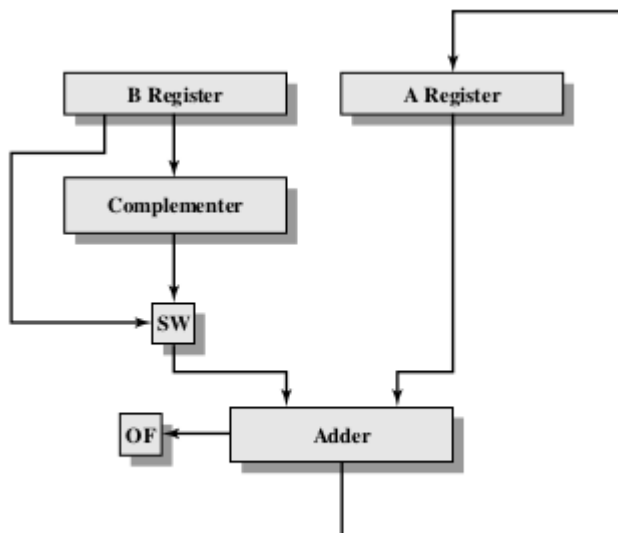 B Register
A Register
Complementer
SW
OF
Adder